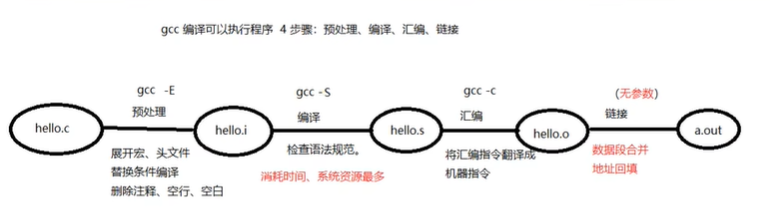 gcc 编译可以执行程序 4 步骤：预处理、编译、汇编、链接
gcc -E
gcc -S
gcc -c
(无参数)
预处理
编译
汇编
链接
hello.c
hello.i
hello.s
hello.o
a.out
展开宏、头文件
替换条件编译
删除注释、空行、空白
检查语法规范。
消耗时间、系统资源最多
将汇编指令翻译成
机器指令
数据段合并
地址回填